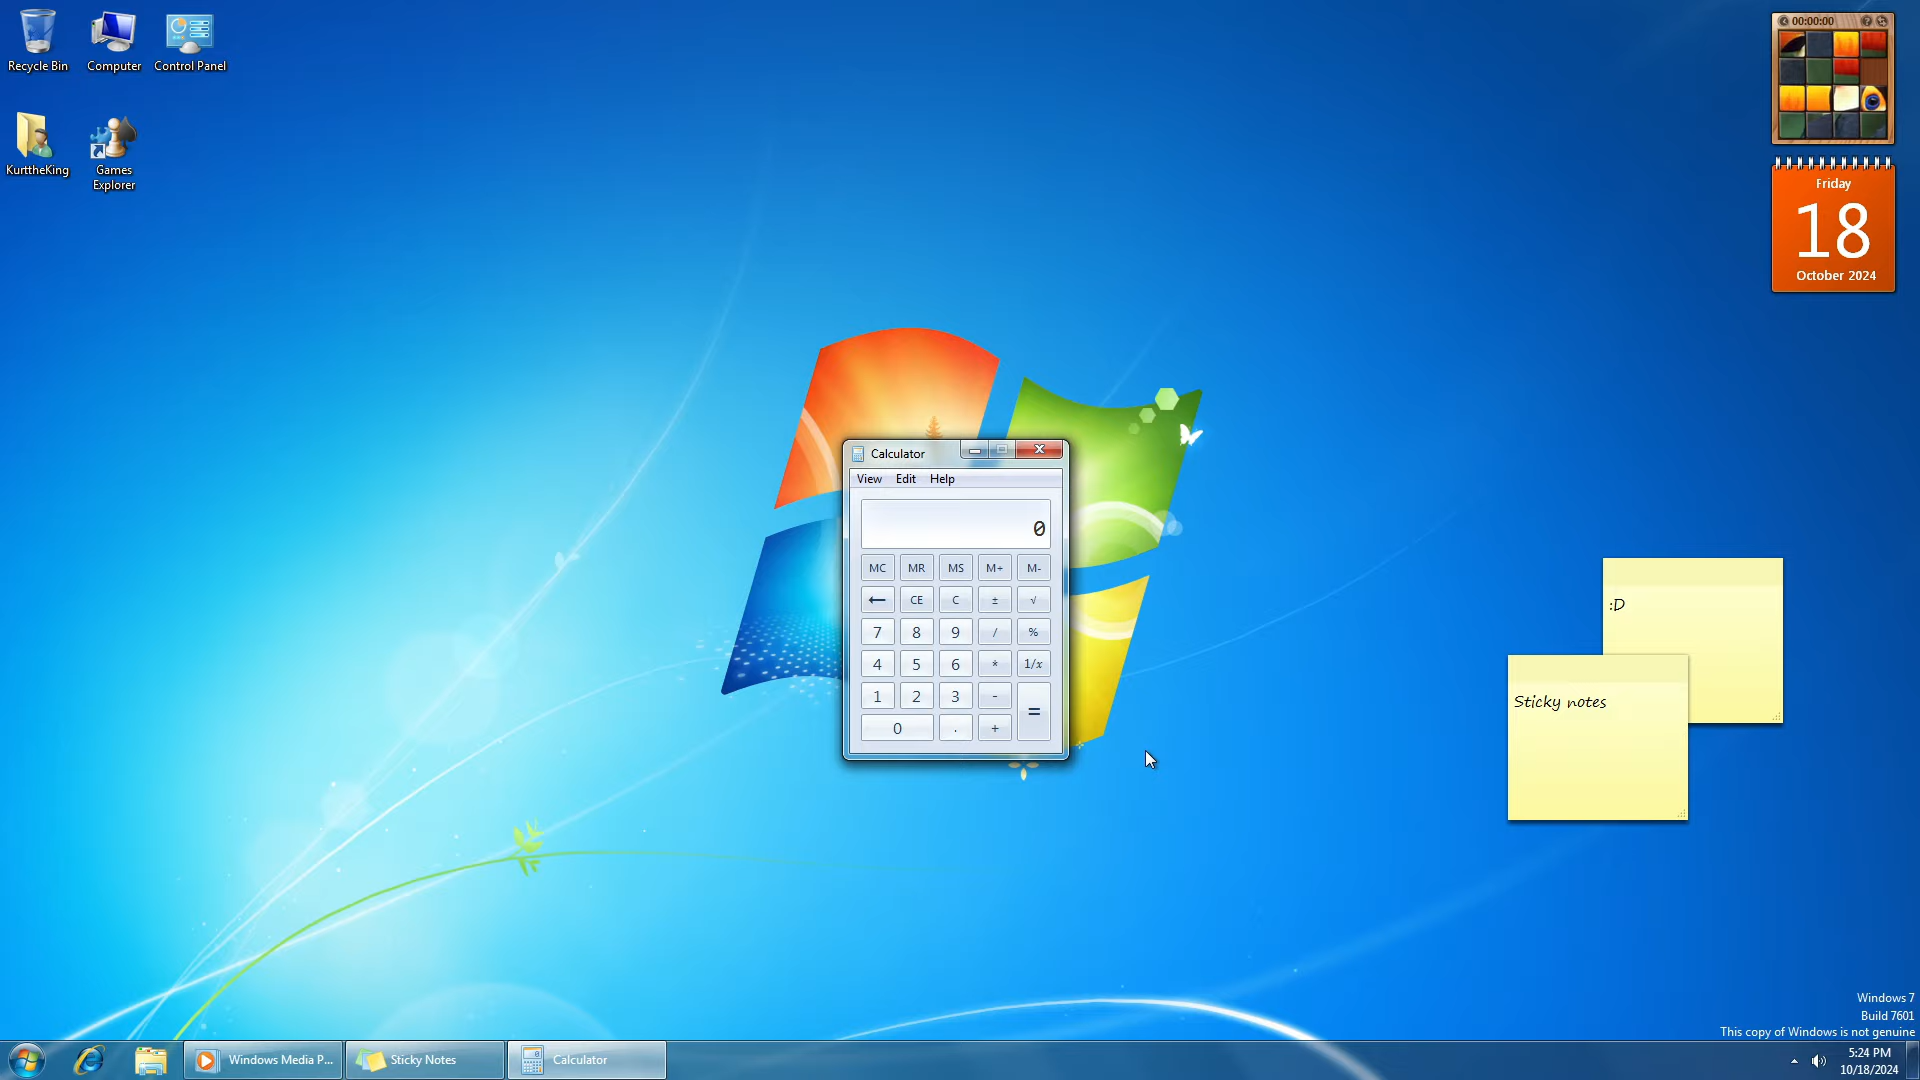 Recycle Bin
Computer
Control Panel
KurttheKing
Games
Explorer
00:00:00
Friday
18
October 2024
Calculator
View Edit Help
0
MC MR MS M+ M-
← CE C ± √
7 8 9 / %
4 5 6 * 1/x
1 2 3 -
=
0 . +
:D
Sticky notes
Windows 7
Build 7601
This copy of Windows is not genuine
Windows Media P...
Sticky Notes
Calculator
5:24 PM
10/18/2024